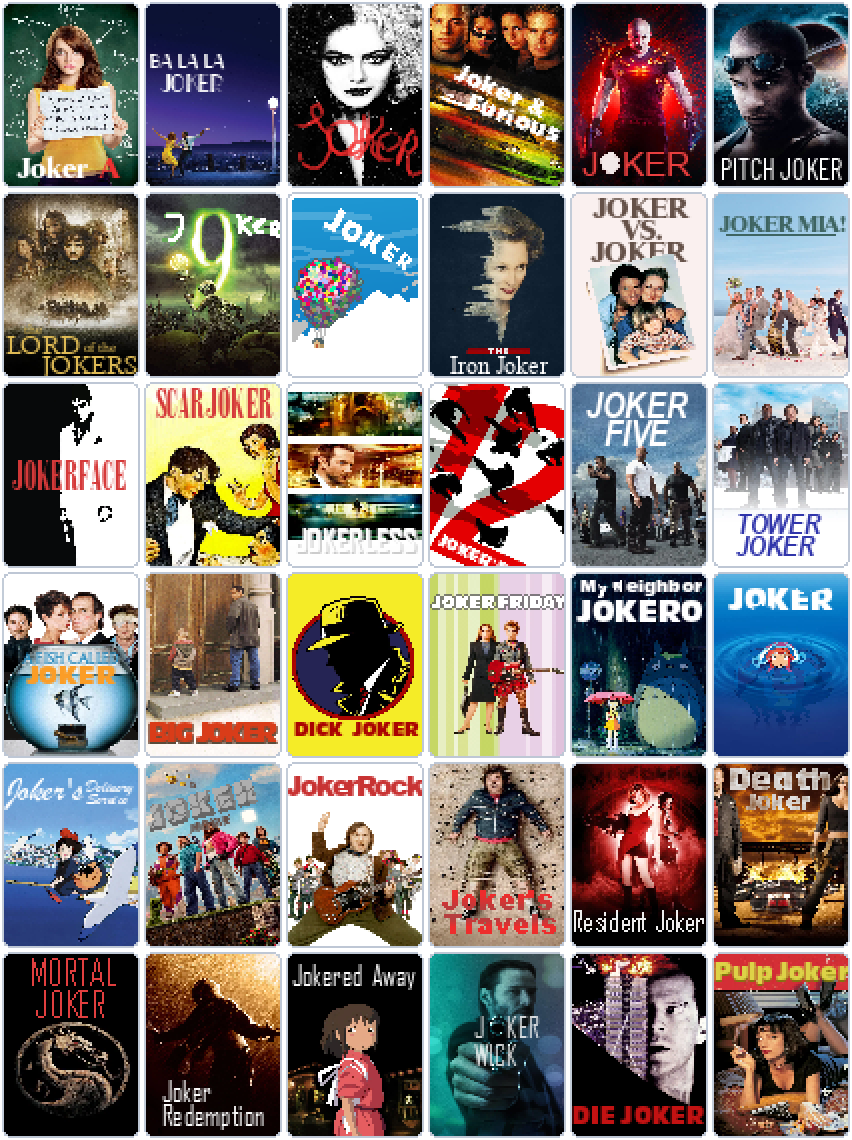 Joker A
BA LA LA
JOKER
JOKER
Joker &
Furious
JOKER
PITCH JOKER
LORD of the
JOKERS
J9KER
JOKER
THE
Iron Joker
JOKER
VS.
JOKER
JOKER MIA!
JOKERFACE
SCARJOKER
JOKERLESS
12
JOKER'S
JOKER
FIVE
TOWER
JOKER
A FISH CALLED
JOKER
BIG JOKER
DICK JOKER
JOKER FRIDAY
My Neighbor
JOKERO
JOKER
Joker's Delivery
Service
JOKER
JokerRock
Joker's
Travels
Resident Joker
Death
Joker
MORTAL
JOKER
Joker
Redemption
Jokered Away
JOKER
WICK
DIE JOKER
Pulp Joker